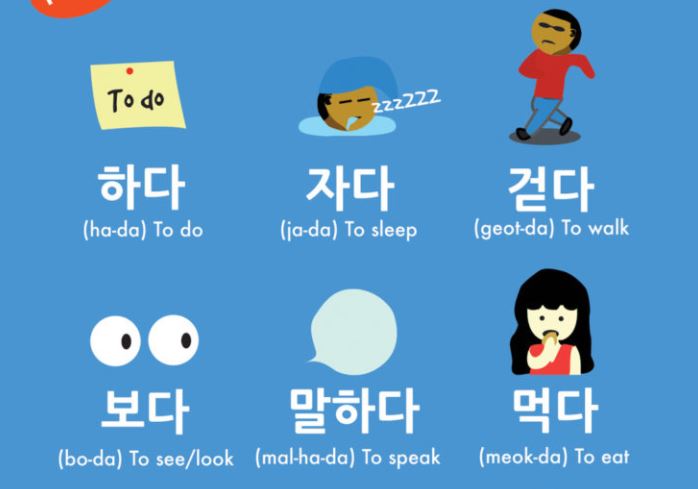 To do
zzzzzz
하다
(ha-da) To do
자다
(ja-da) To sleep
걷다
(geot-da) To walk
보다
(bo-da) To see/look
말하다
(mal-ha-da) To speak
먹다
(meok-da) To eat